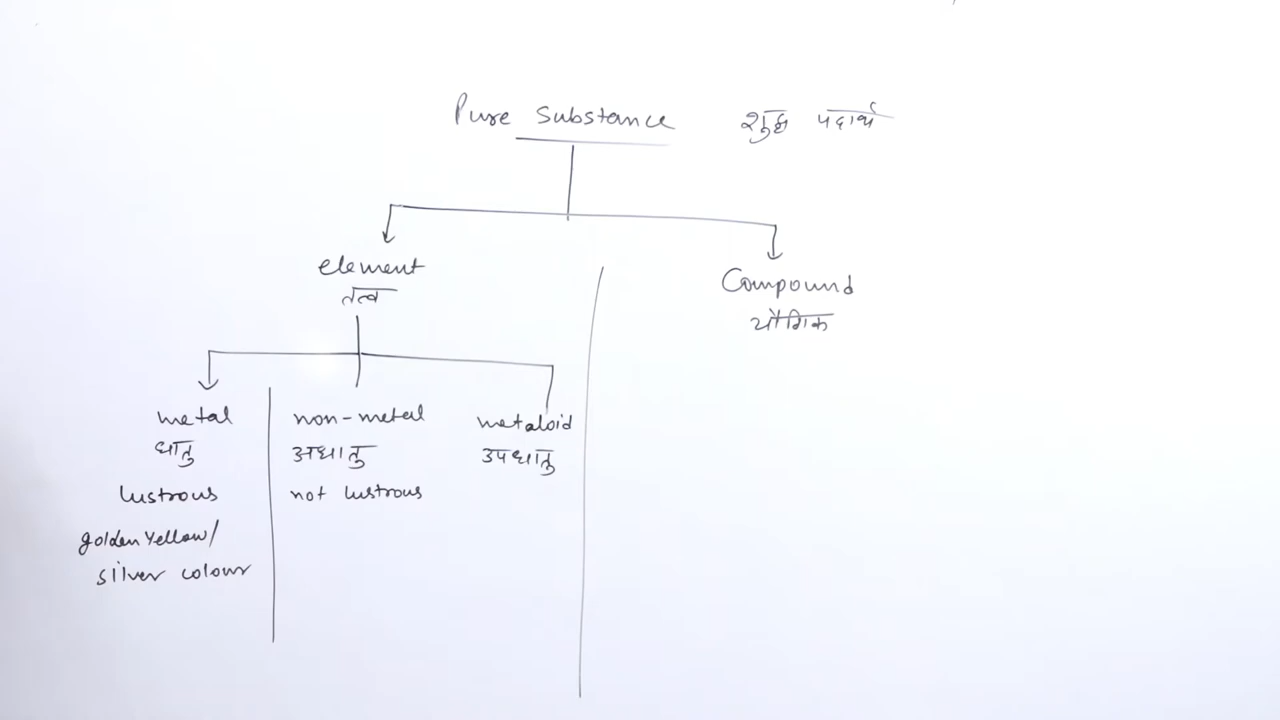 Pure Substance शुद्ध पदार्थ
element
तत्व
Compound
यौगिक
metal
धातु
lustrous
golden yellow/
silver colour
non-metal
अधातु
not lustrous
metaloid
उपधातु